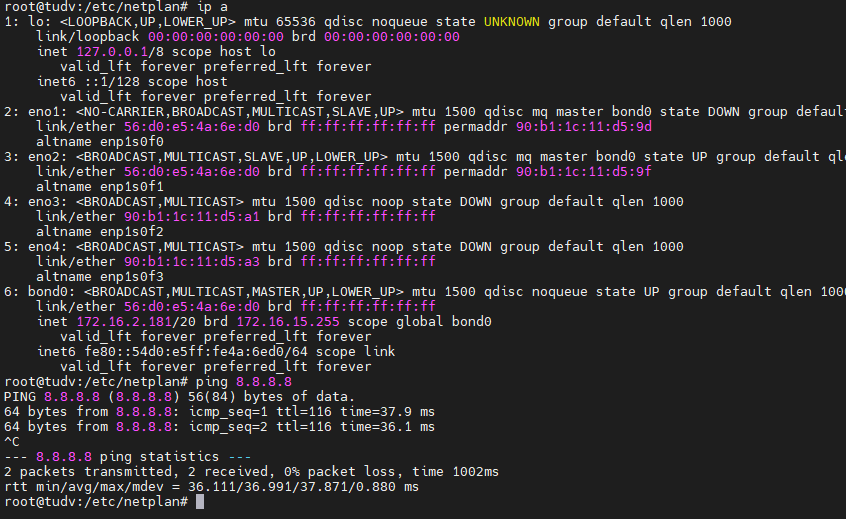 root@tudv:/etc/netplan# ip a
1: lo: <LOOPBACK,UP,LOWER_UP> mtu 65536 qdisc noqueue state UNKNOWN group default qlen 1000
link/loopback 00:00:00:00:00:00 brd 00:00:00:00:00:00
inet 127.0.0.1/8 scope host lo
valid_lft forever preferred_lft forever
inet6 ::1/128 scope host
valid_lft forever preferred_lft forever
2: eno1: <NO-CARRIER,BROADCAST,MULTICAST,SLAVE,UP> mtu 1500 qdisc mq master bond0 state DOWN group defaul
link/ether 56:d0:e5:4a:6e:d0 brd ff:ff:ff:ff:ff:ff permaddr 90:b1:1c:11:d5:9d
altname enp1s0f0
3: eno2: <BROADCAST,MULTICAST,SLAVE,UP,LOWER_UP> mtu 1500 qdisc mq master bond0 state UP group default ql
link/ether 56:d0:e5:4a:6e:d0 brd ff:ff:ff:ff:ff:ff permaddr 90:b1:1c:11:d5:9f
altname enp1s0f1
4: eno3: <BROADCAST,MULTICAST> mtu 1500 qdisc noop state DOWN group default qlen 1000
link/ether 90:b1:1c:11:d5:a1 brd ff:ff:ff:ff:ff:ff
altname enp1s0f2
5: eno4: <BROADCAST,MULTICAST> mtu 1500 qdisc noop state DOWN group default qlen 1000
link/ether 90:b1:1c:11:d5:a3 brd ff:ff:ff:ff:ff:ff
altname enp1s0f3
6: bond0: <BROADCAST,MULTICAST,MASTER,UP,LOWER_UP> mtu 1500 qdisc noqueue state UP group default qlen 100
link/ether 56:d0:e5:4a:6e:d0 brd ff:ff:ff:ff:ff:ff
inet 172.16.2.181/20 brd 172.16.15.255 scope global bond0
valid_lft forever preferred_lft forever
inet6 fe80::54d0:e5ff:fe4a:6ed0/64 scope link
valid_lft forever preferred_lft forever
root@tudv:/etc/netplan# ping 8.8.8.8
PING 8.8.8.8 (8.8.8.8) 56(84) bytes of data.
64 bytes from 8.8.8.8: icmp_seq=1 ttl=116 time=37.9 ms
64 bytes from 8.8.8.8: icmp_seq=2 ttl=116 time=36.1 ms
^C
--- 8.8.8.8 ping statistics ---
2 packets transmitted, 2 received, 0% packet loss, time 1002ms
rtt min/avg/max/mdev = 36.111/36.991/37.871/0.880 ms
root@tudv:/etc/netplan#